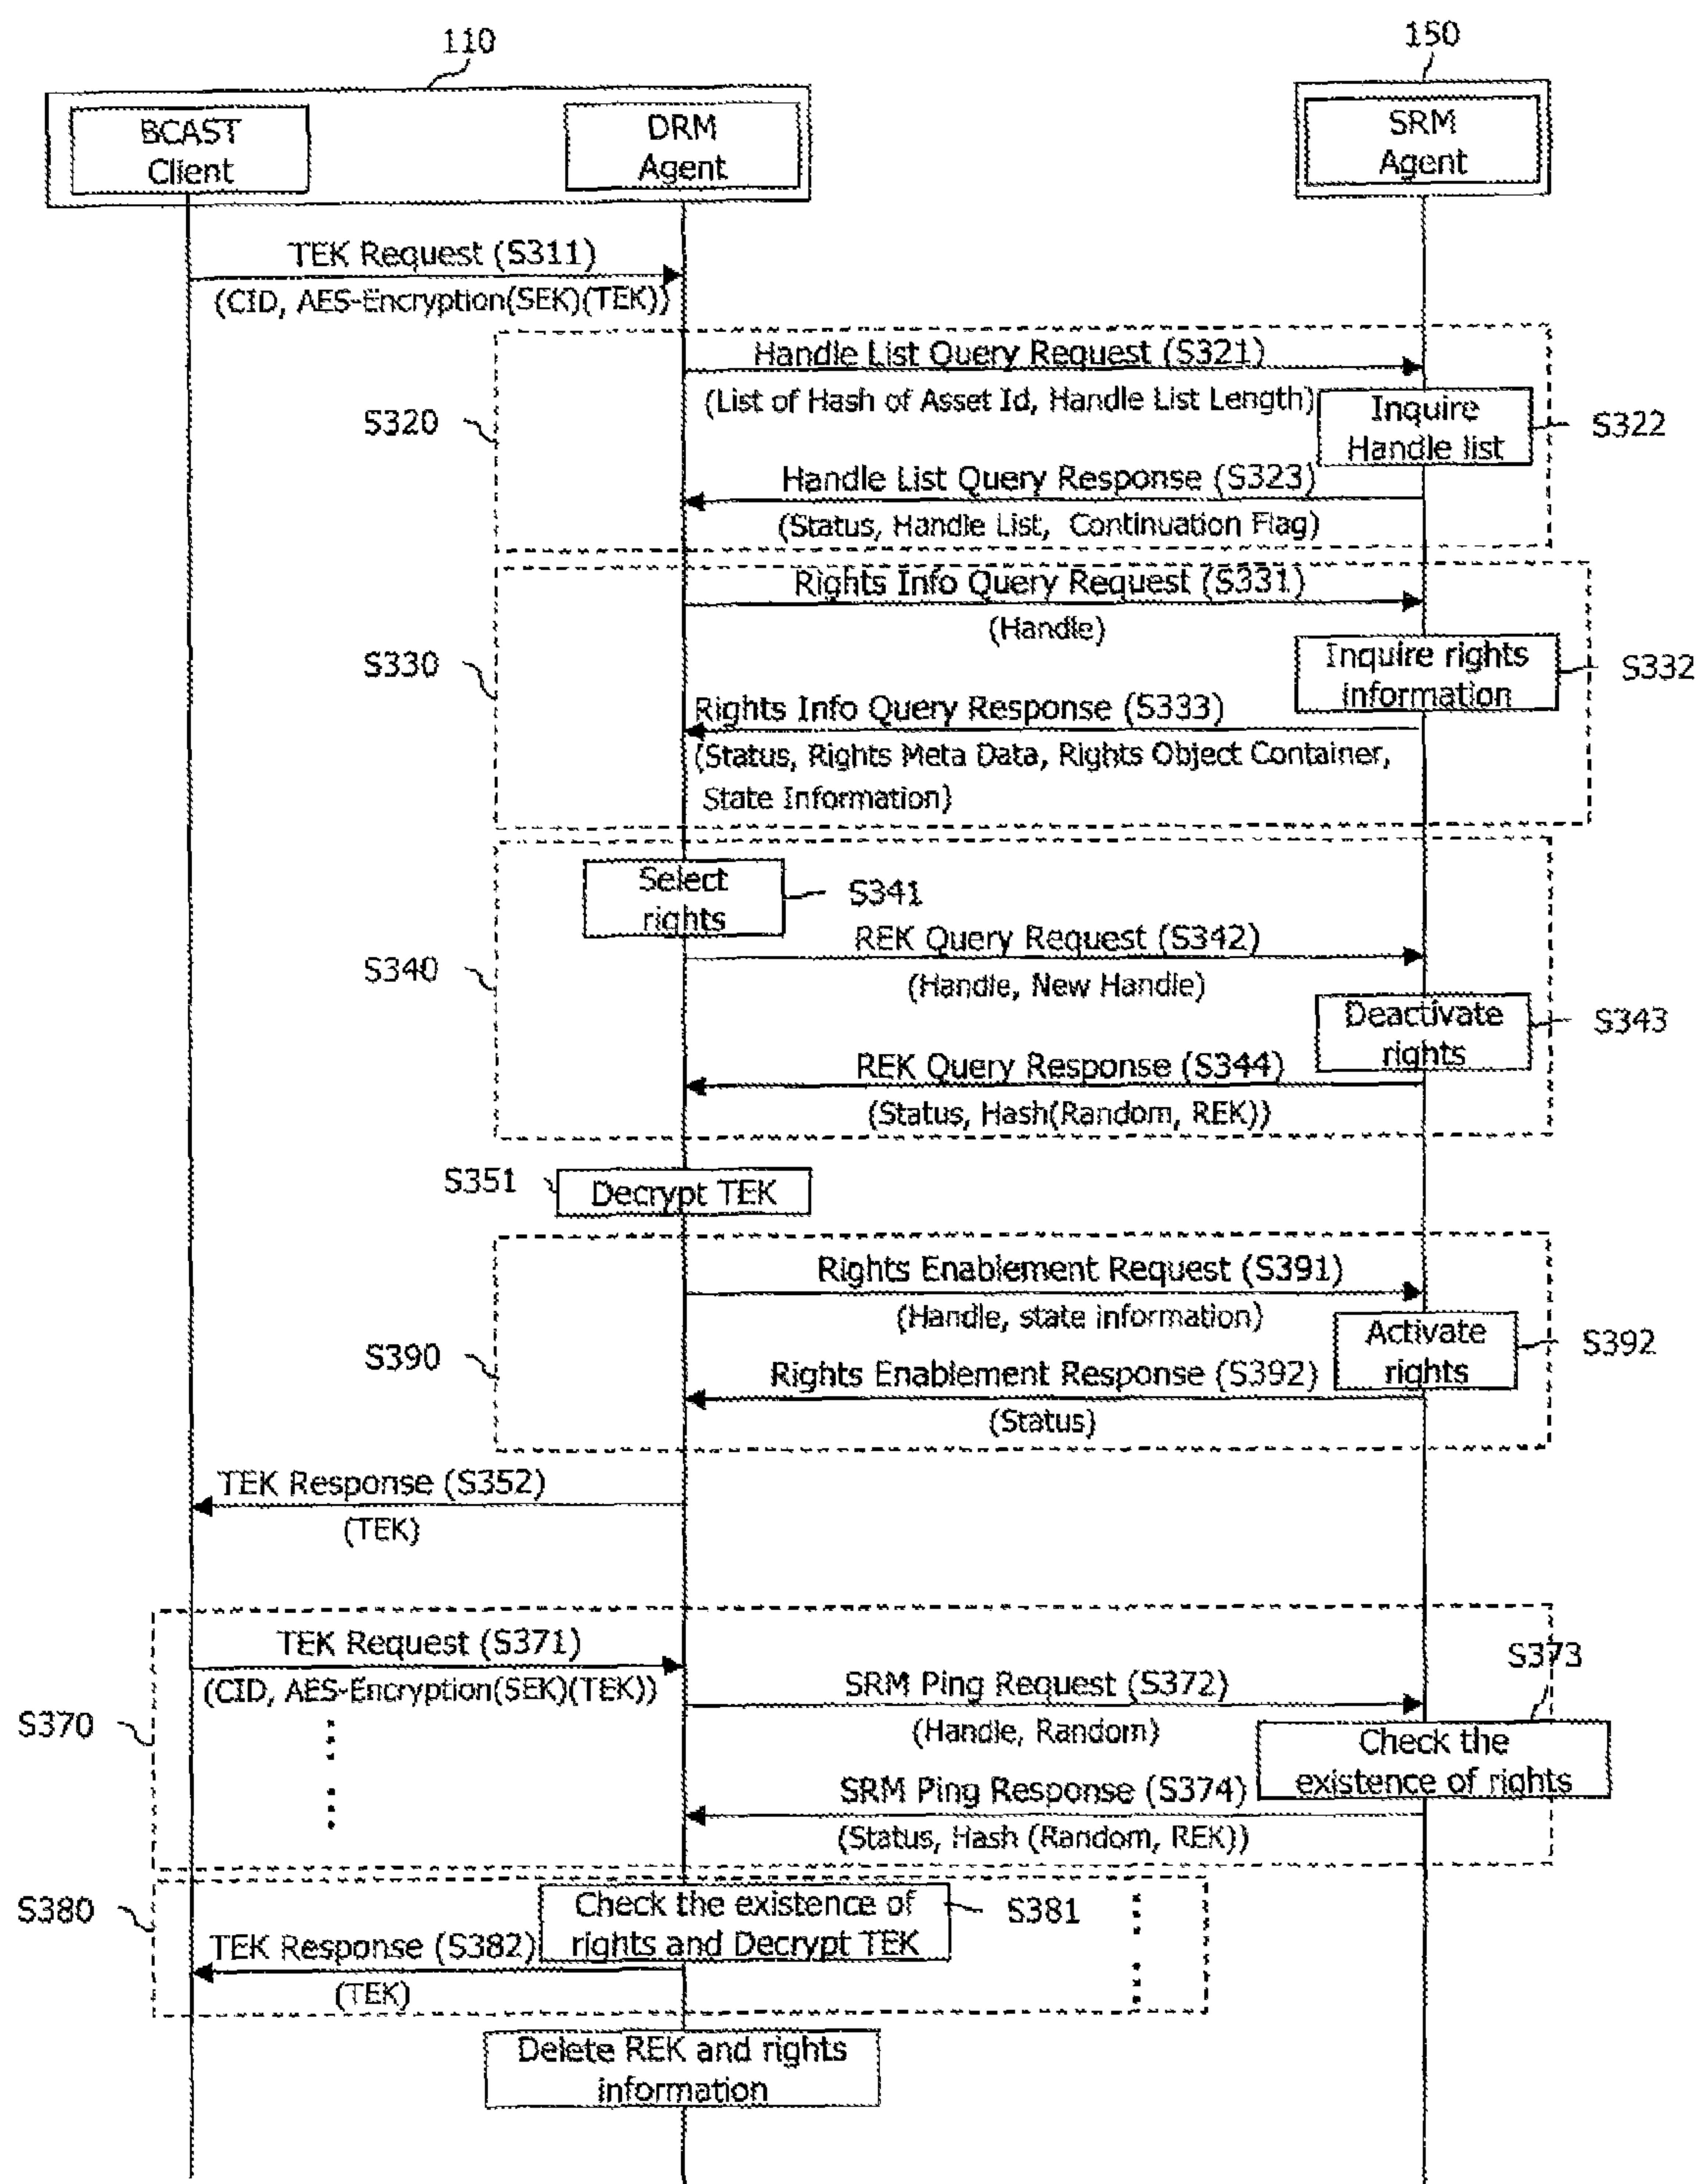 110
150
BCAST
Client
DRM
Agent
SRM
Agent
TEK Request (S311)
(CID, AES-Encryption(SEK)(TEK))
Handle List Query Request (S321)
(List of Hash of Asset Id, Handle List Length)
Inquire
Handle list
S322
S320
Handle List Query Response (S323)
(Status, Handle List, Continuation Flag)
Rights Info Query Request (S331)
(Handle)
Inquire rights
information
S332
S330
Rights Info Query Response (S333)
(Status, Rights Meta Data, Rights Object Container,
State Information)
Select
rights
S341
REK Query Request (S342)
(Handle, New Handle)
S340
Deactivate
rights
S343
REK Query Response (S344)
(Status, Hash(Random, REK))
S351
Decrypt TEK
Rights Enablement Request (S391)
(Handle, state information)
Activate
rights
S392
S390
Rights Enablement Response (S392)
(Status)
TEK Response (S352)
(TEK)
TEK Request (S371)
(CID, AES-Encryption(SEK)(TEK))
S373
SRM Ping Request (S372)
(Handle, Random)
S370
Check the
existence of rights
SRM Ping Response (S374)
(Status, Hash (Random, REK))
S380
Check the existence of
rights and Decrypt TEK
S381
TEK Response (S382)
(TEK)
Delete REK and rights
information